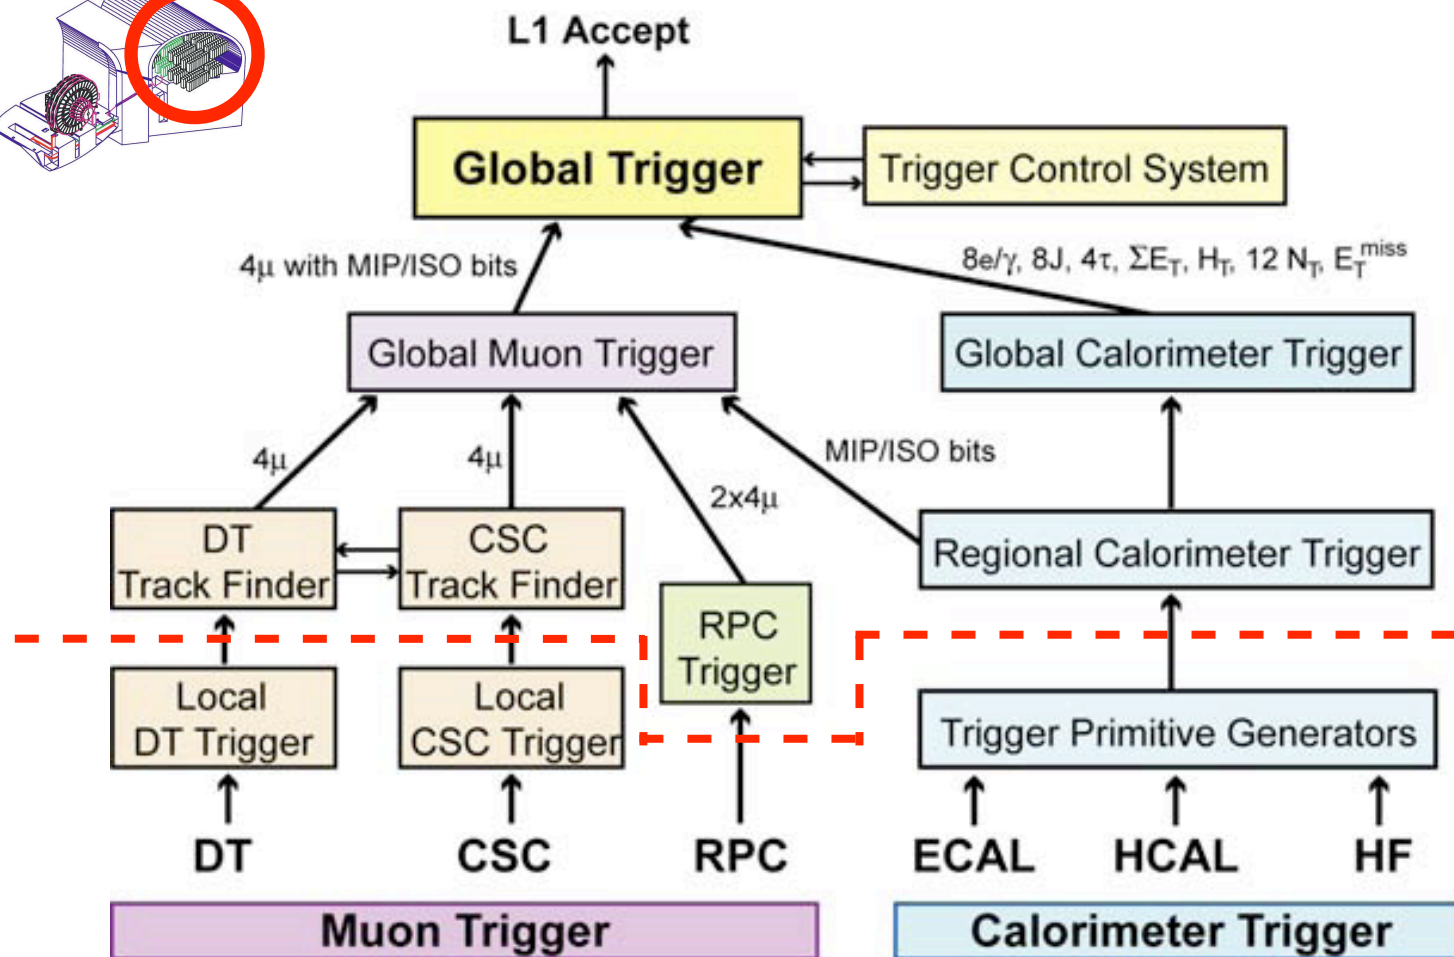 L1 Accept
Global Trigger
Trigger Control System
4μ with MIP/ISO bits
8e/γ, 8J, 4τ, ΣE_T, H_T, 12 N_T, E_T^miss
Global Muon Trigger
Global Calorimeter Trigger
4μ
4μ
2x4μ
MIP/ISO bits
DT
Track Finder
CSC
Track Finder
RPC
Trigger
Regional Calorimeter Trigger
Local
DT Trigger
Local
CSC Trigger
Trigger Primitive Generators
DT
CSC
RPC
ECAL
HCAL
HF
Muon Trigger
Calorimeter Trigger